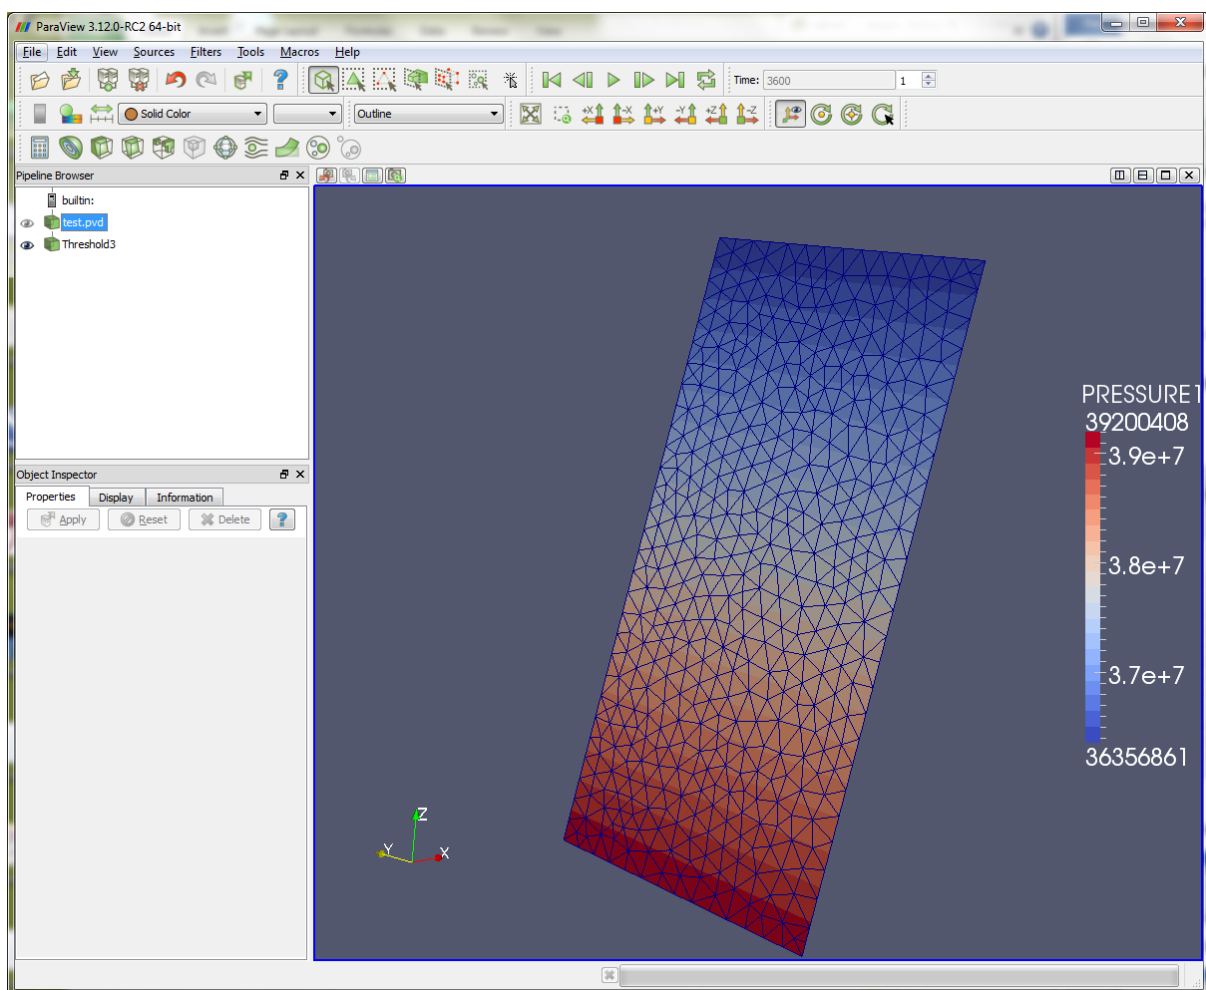 ParaView 3.12.0-RC2 64-bit
File Edit View Sources Filters Tools Macros Help
Time: 3600 1
Solid Color Outline
+X -X +Y -Y +Z -Z
Pipeline Browser
builtin:
test.pvd
Threshold3
Object Inspector
Properties Display Information
Apply Reset Delete ?
PRESSURE1
39200408
3.9e+7
3.8e+7
3.7e+7
36356861
Z
Y X